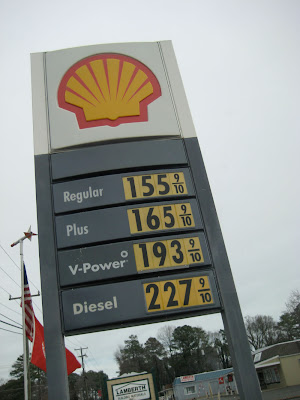 Regular 155 9/10
Plus 165 9/10
V-Power 193 9/10
Diesel 227 9/10
LAMBERTH